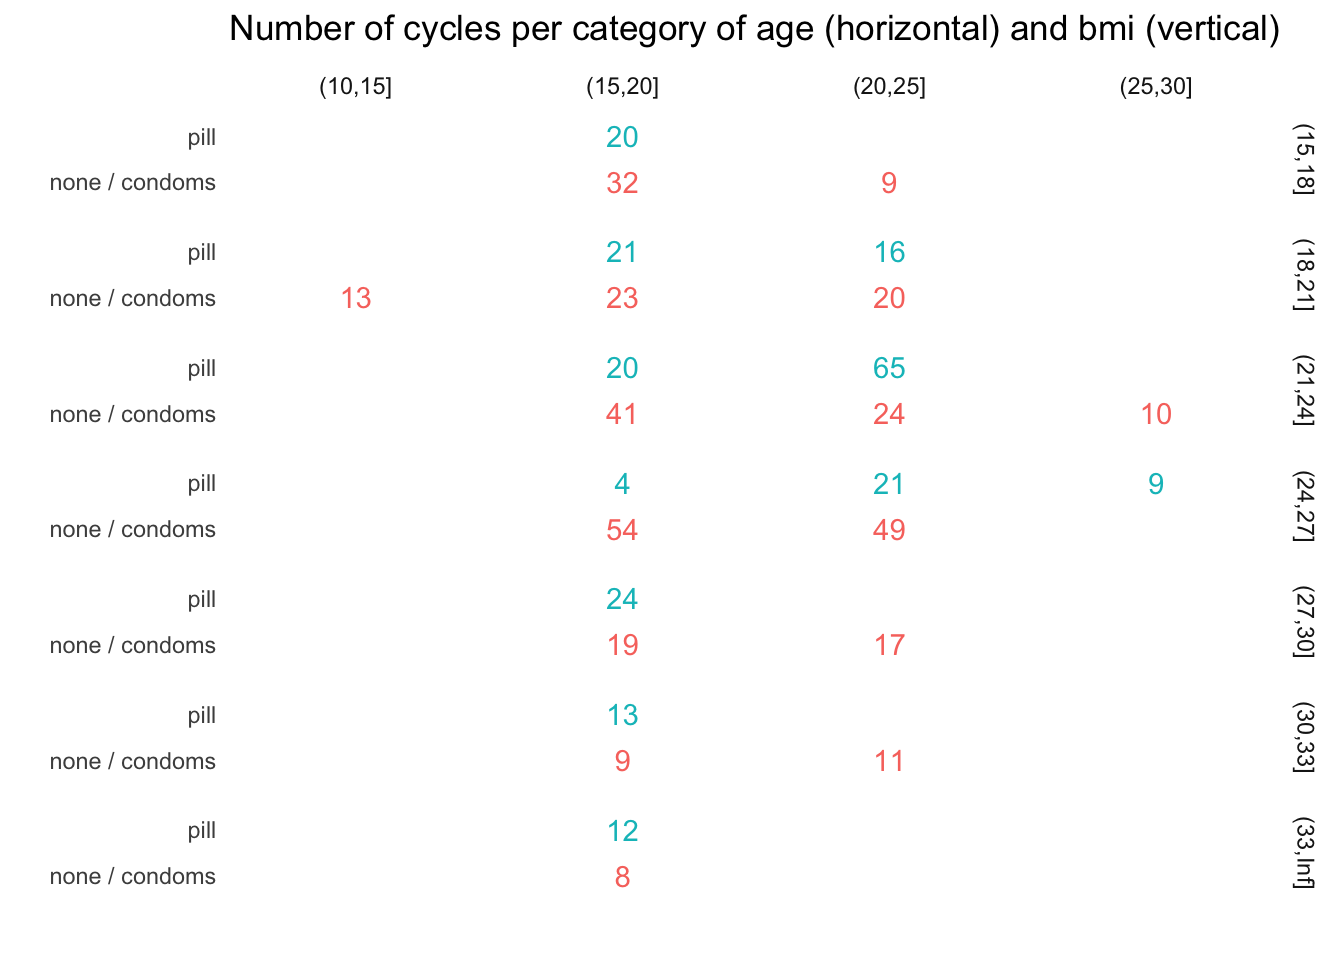 Number of cycles per category of age (horizontal) and bmi (vertical)
(10,15] (15,20] (20,25] (25,30]
pill 20
(15,18]
none / condoms 32 9
pill 21 16
(18,21]
none / condoms 13 23 20
pill 20 65
(21,24]
none / condoms 41 24 10
pill 4 21 9
(24,27]
none / condoms 54 49
pill 24
(27,30]
none / condoms 19 17
pill 13
(30,33]
none / condoms 9 11
pill 12
(33,Inf]
none / condoms 8